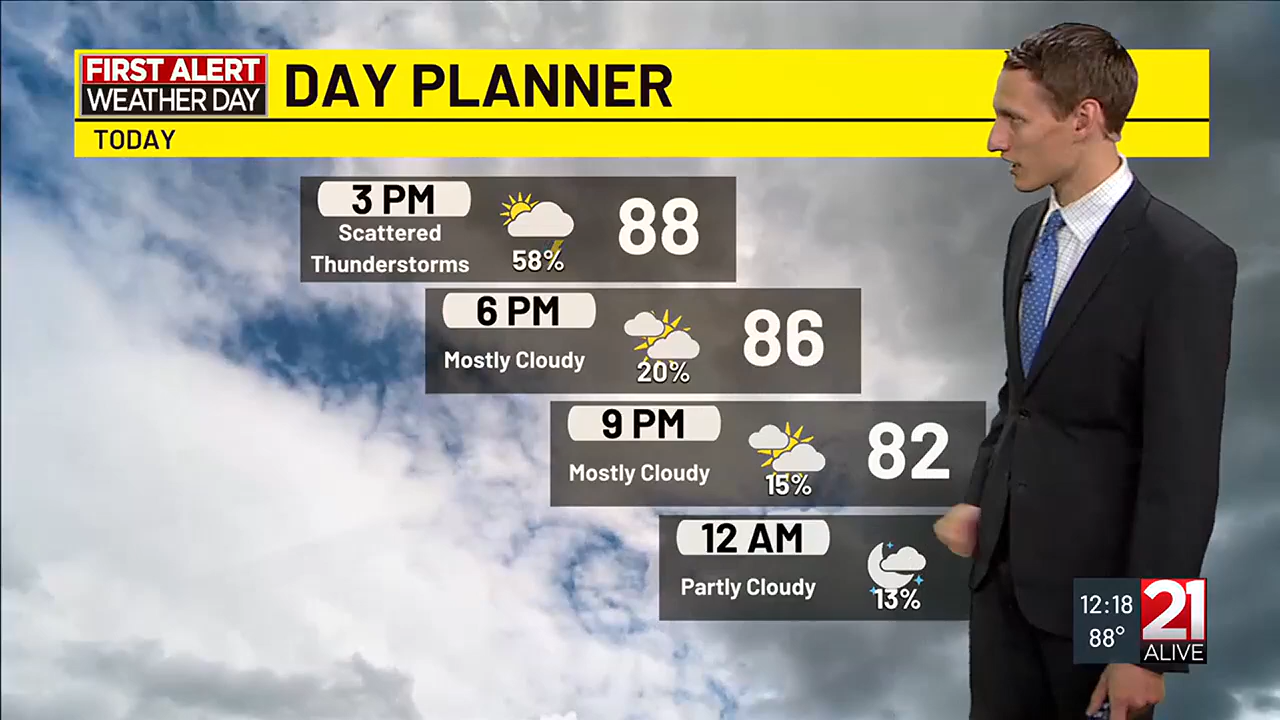 FIRST ALERT
WEATHER DAY
DAY PLANNER
TODAY
3 PM
Scattered
Thunderstorms
58%
88
6 PM
Mostly Cloudy
20%
86
9 PM
Mostly Cloudy
15%
82
12 AM
Partly Cloudy
13%
12:18
88°
21
ALIVE